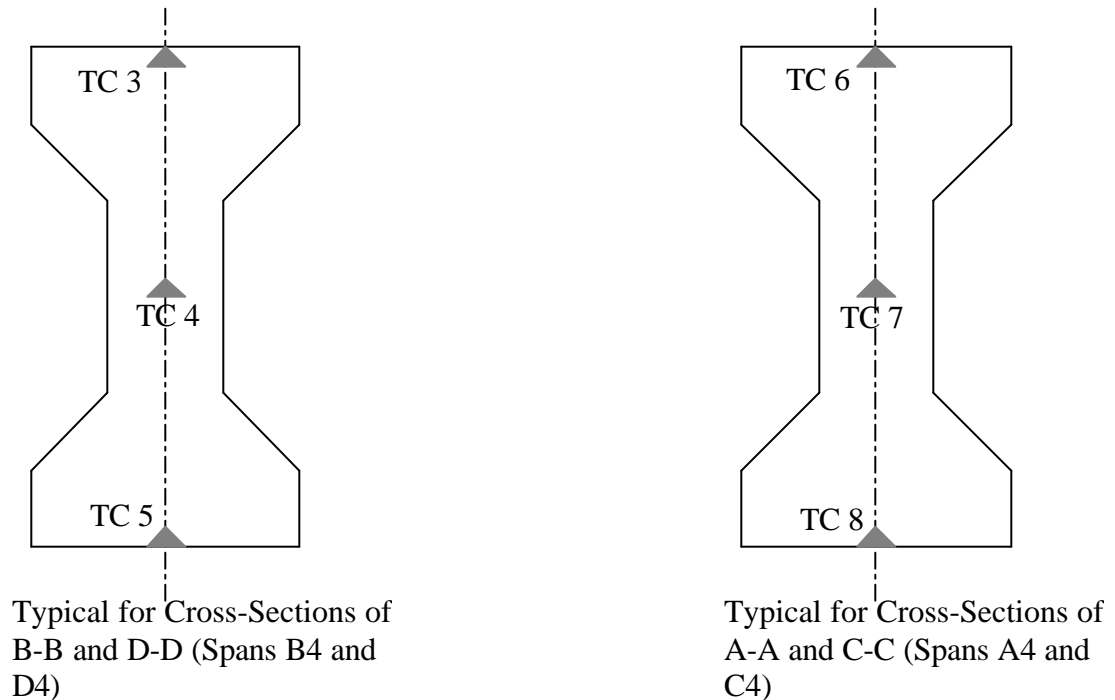 TC 3
TC 6
TC 4
TC 7
TC 5
TC 8
Typical for Cross-Sections of
B-B and D-D (Spans B4 and
D4)
Typical for Cross-Sections of
A-A and C-C (Spans A4 and
C4)